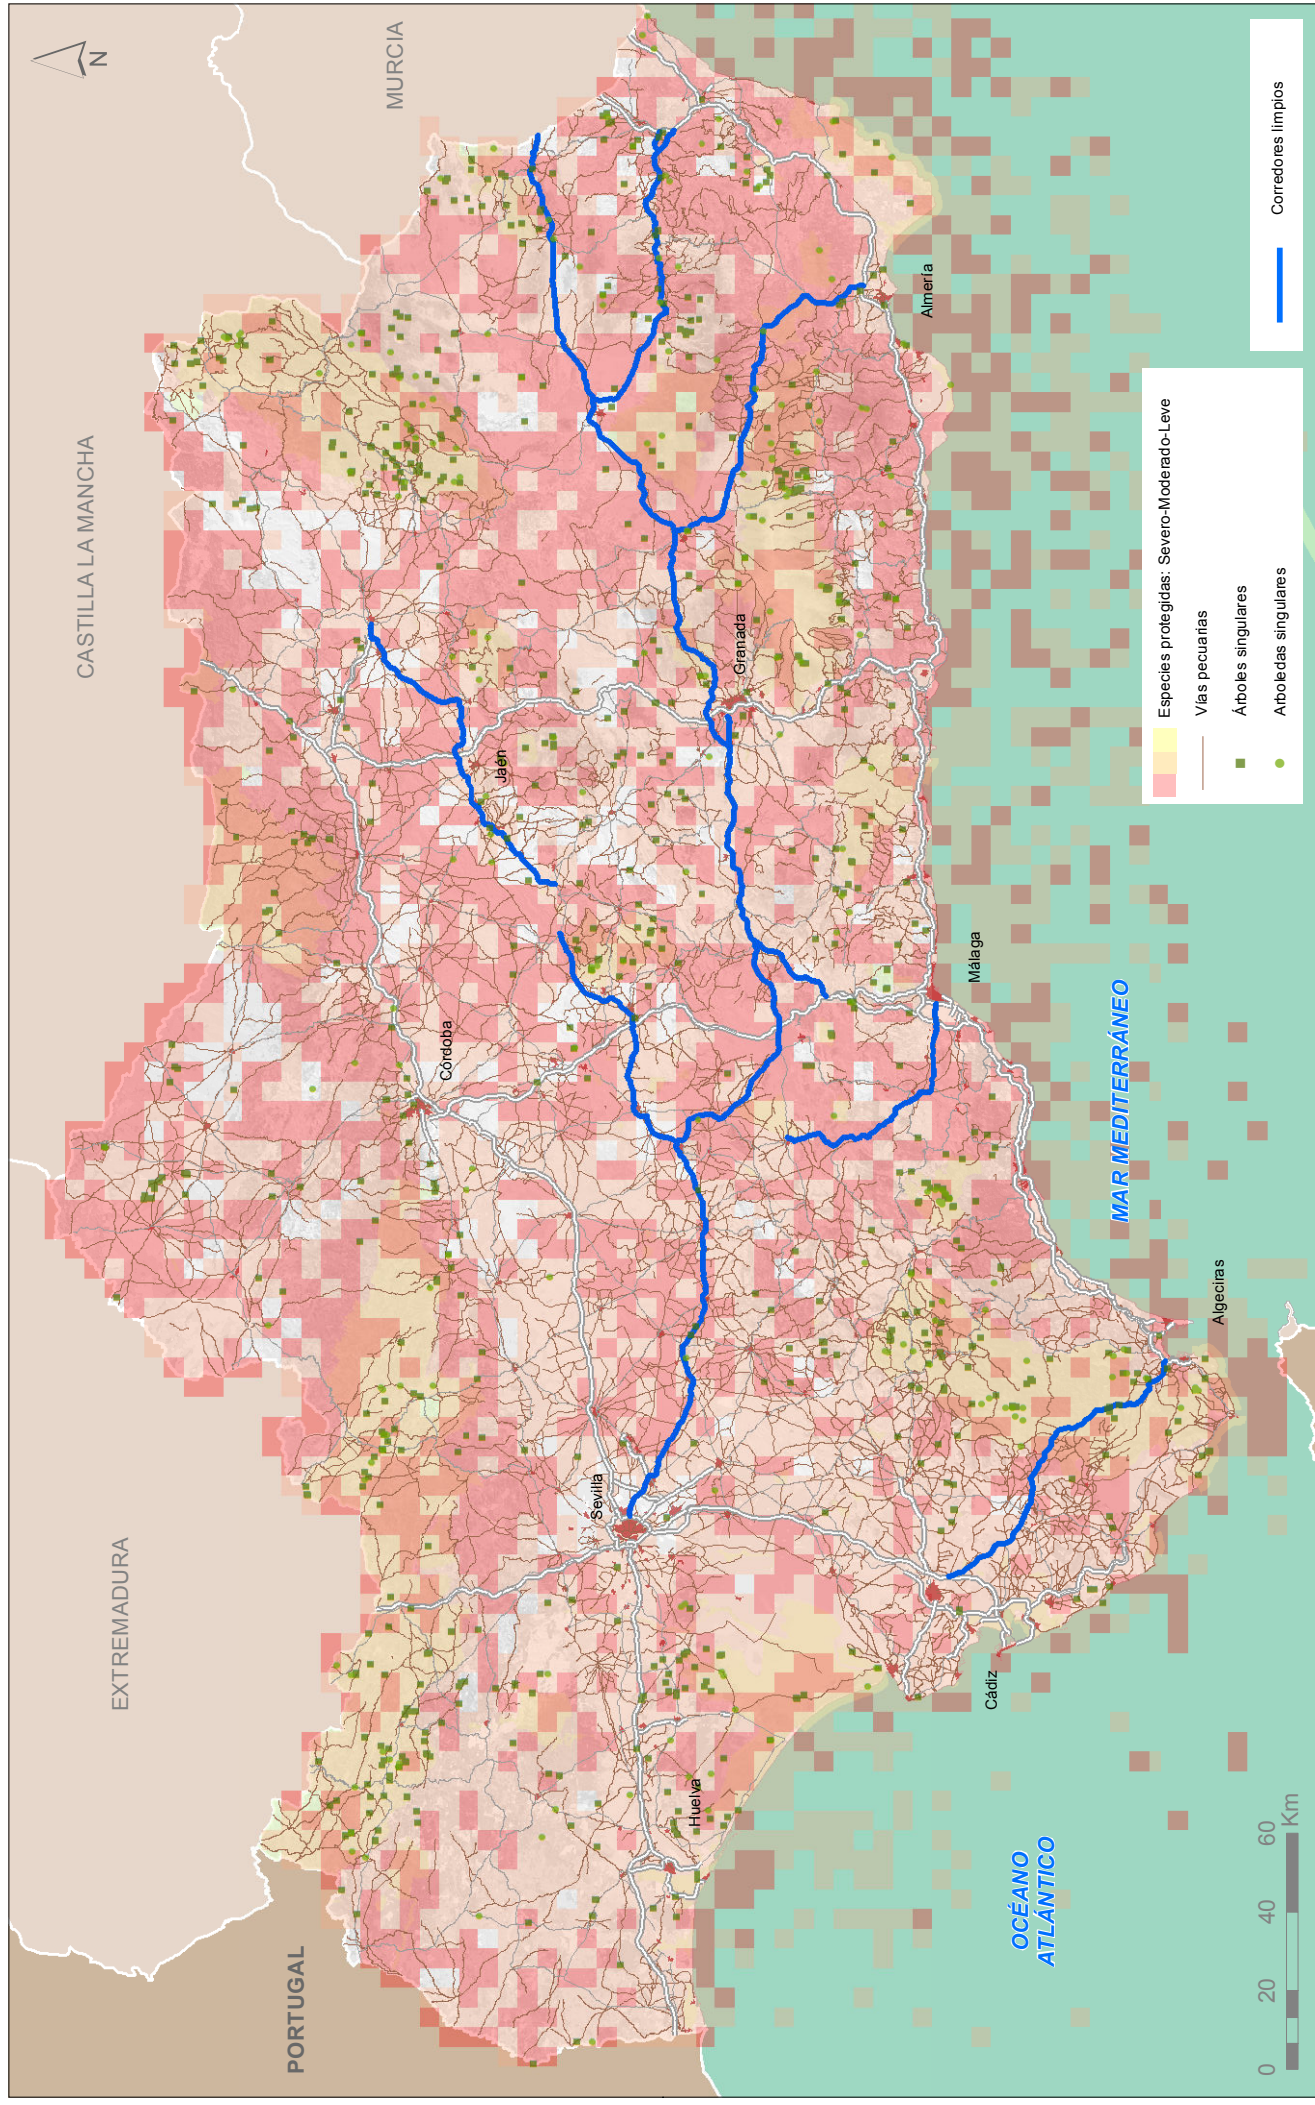 EXTREMADURA
CASTILLA LA MANCHA
MURCIA
N
PORTUGAL
Córdoba
Jaén
Sevilla
Huelva
Granada
Almería
Málaga
Cádiz
Algeciras
OCÉANO
ATLÁNTICO
MAR MEDITERRÁNEO
0 20 40 60
Km
Especies protegidas: Severo-Moderado-Leve
Vías pecuarias
Árboles singulares
Arboledas singulares
Corredores limpios